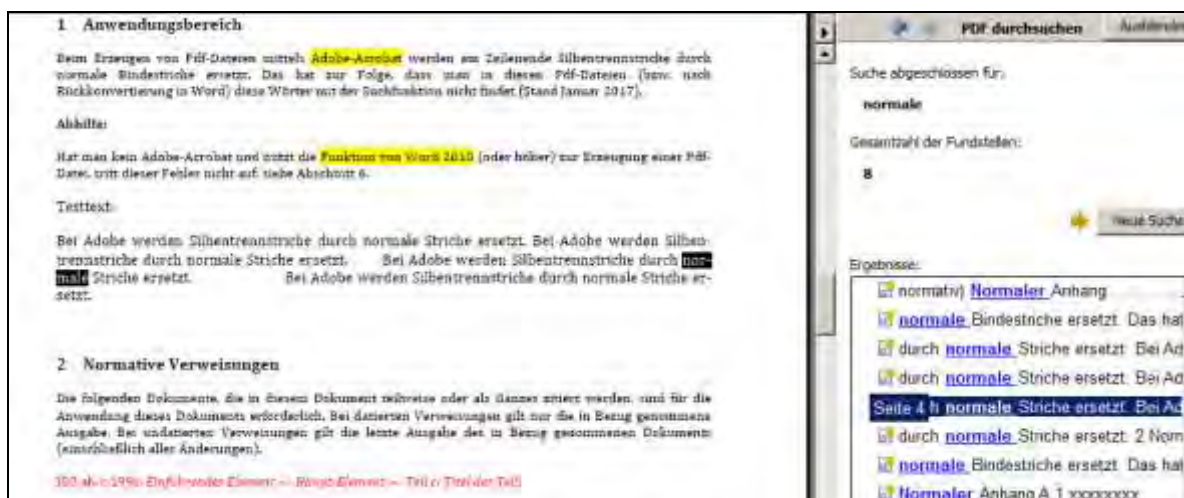 1 Anwendungsbereich
Beim Erzeugen von Pdf-Dateien mittels Adobe-Acrobat werden am Zeilenende Silbentrennstriche durch
normale Bindestriche ersetzt. Das hat zur Folge, dass man in diesen Pdf-Dateien (bzw. nach
Rückkonvertierung in Word) diese Wörter mit der Suchfunktion nicht findet (Stand Januar 2017).
Abhilfe:
Hat man kein Adobe-Acrobat und nutzt die Funktion von Word 2010 (oder höher) zur Erzeugung einer Pdf-
Datei, tritt dieser Fehler nicht auf, siehe Abschnitt 6.
Testtext:
Bei Adobe werden Silbentrennstriche durch normale Striche ersetzt. Bei Adobe werden Silben-
trennstriche durch normale Striche ersetzt. Bei Adobe werden Silbentrennstriche durch nor-
male Striche ersetzt. Bei Adobe werden Silbentrennstriche durch normale Striche er-
setzt.
2 Normative Verweisungen
Die folgenden Dokumente, die in diesem Dokument teilweise oder als Ganzes zitiert werden, sind für die
Anwendung dieses Dokuments erforderlich. Bei datierten Verweisungen gilt nur die in Bezug genommene
Ausgabe. Bei undatierten Verweisungen gilt die letzte Ausgabe des in Bezug genommenen Dokuments
(einschließlich aller Änderungen).
Einführendes Element — Haupt-Element — Teil Titel der Teils
PDF durchsuchen
Suche abgeschlossen für:
normale
Gesamtzahl der Fundstellen:
8
Neue Suche
Ergebnisse:
normativ) Normaler Anhang
normale Bindestriche ersetzt. Das hat
durch normale Striche ersetzt. Bei Ad
durch normale Striche ersetzt. Bei Ad
Seite 4 h normale Striche ersetzt. Bei Ad
durch normale Striche ersetzt. 2 Norm
normale Bindestriche ersetzt. Das hat
Normaler Anhang A.1 xxxxxxxx